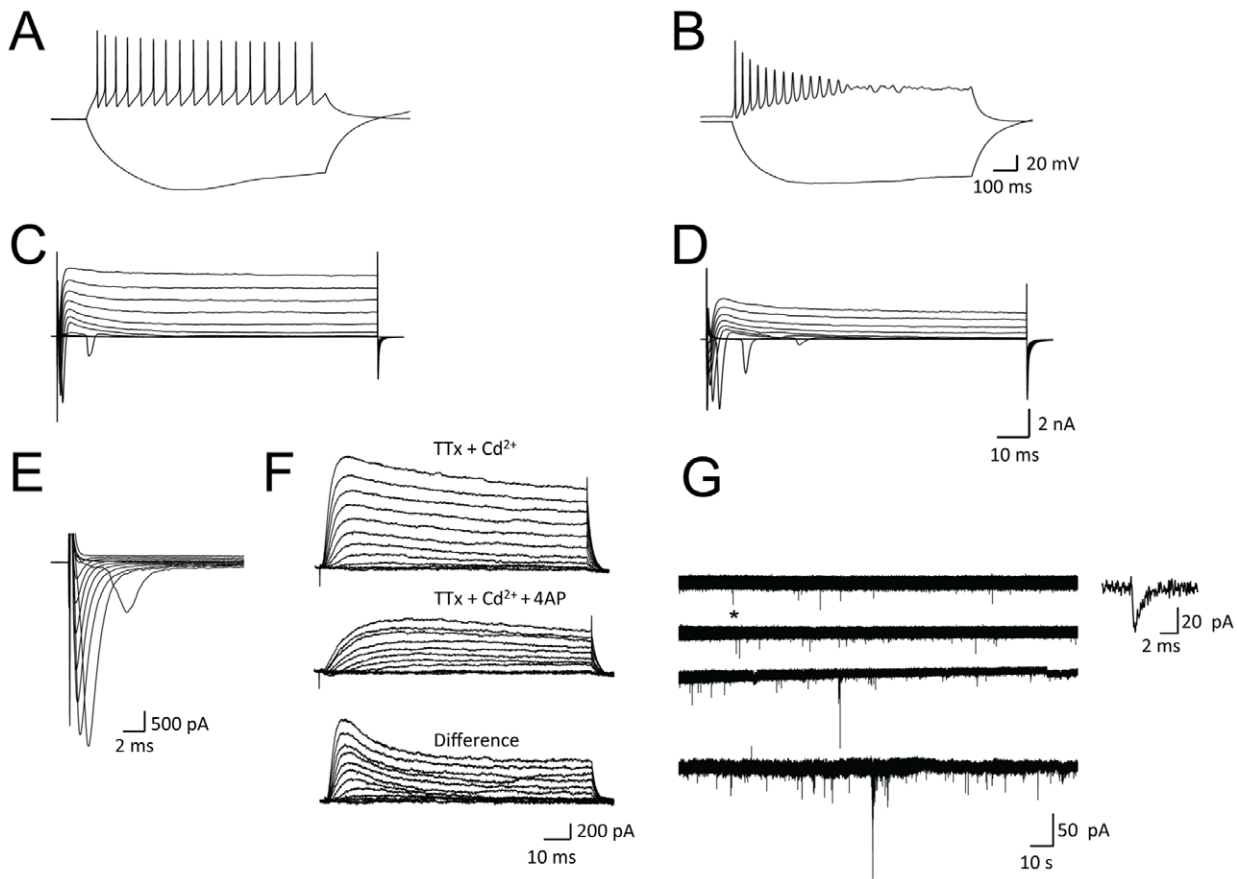 A
B
20 mV
100 ms
C
D
2 nA
10 ms
E
500 pA
2 ms
F
TTx + Cd²⁺
TTx + Cd²⁺ + 4AP
Difference
200 pA
10 ms
G
*
20 pA
2 ms
50 pA
10 s